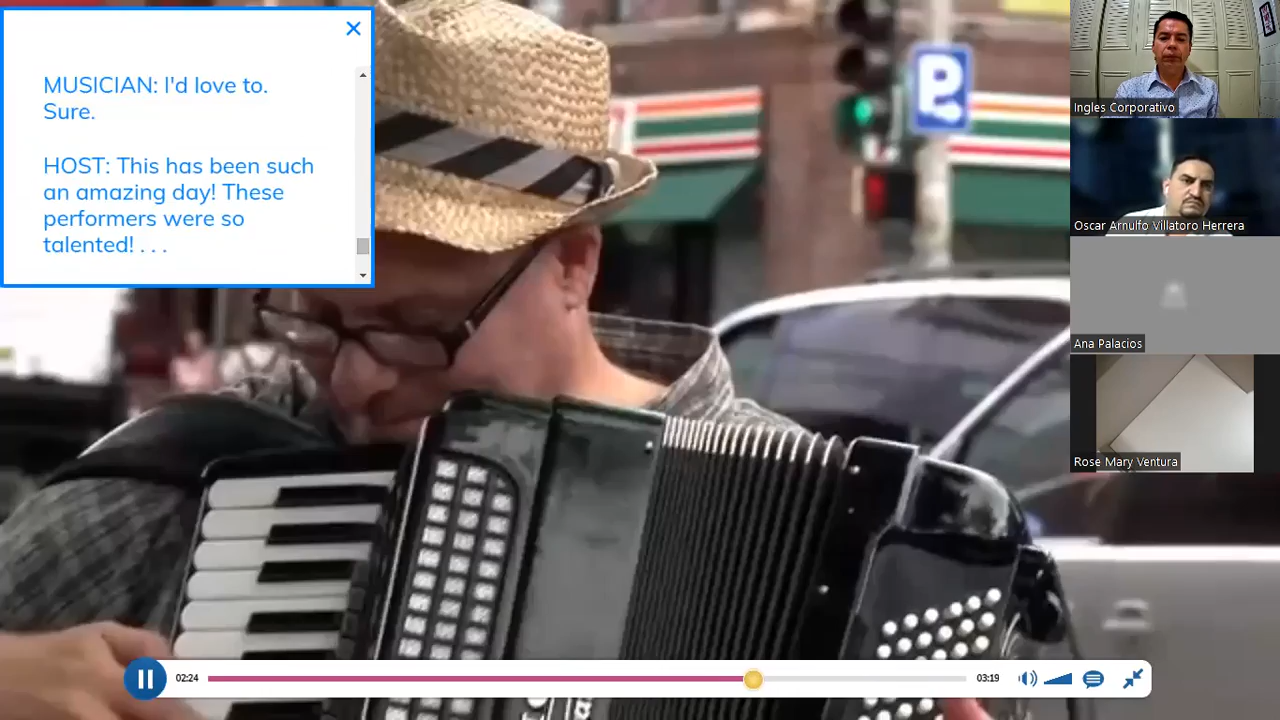 MUSICIAN: I'd love to.
Sure.
HOST: This has been such
an amazing day! These
performers were so
talented! . . .
P
Ingles Corporativo
Oscar Arnulfo Villatoro Herrera
Ana Palacios
Rose Mary Ventura
02:24
03:19